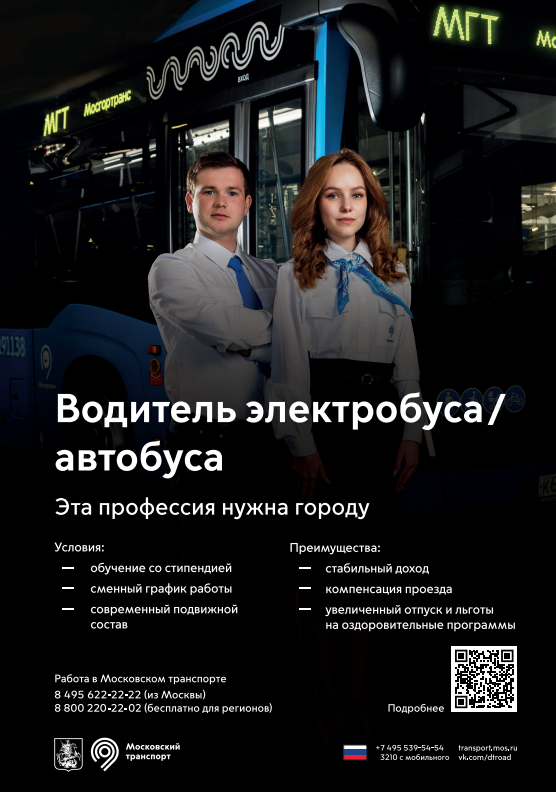 МГТ
Мосгортранс
вход
МГТ
91138
Водитель электробуса/
автобуса
Эта профессия нужна городу
Условия:
— обучение со стипендией
— сменный график работы
— современный подвижной
состав
Преимущества:
— стабильный доход
— компенсация проезда
— увеличенный отпуск и льготы
на оздоровительные программы
Работа в Московском транспорте
8 495 622-22-22 (из Москвы)
8 800 220-22-02 (бесплатно для регионов)
Подробнее
Московский
транспорт
+7 495 539-54-54
3210 с мобильного
transport.mos.ru
vk.com/dtroad